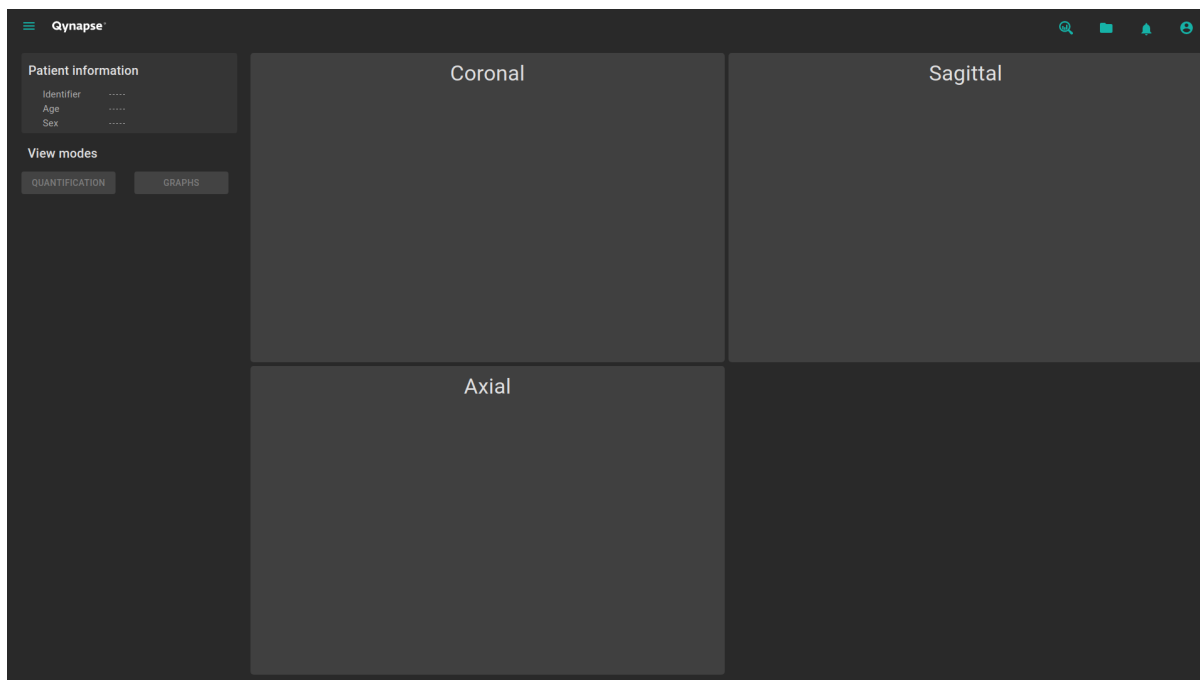 Qynapse
Patient information
Identifier -----
Age -----
Sex -----
View modes
QUANTIFICATION GRAPHS
Coronal
Sagittal
Axial